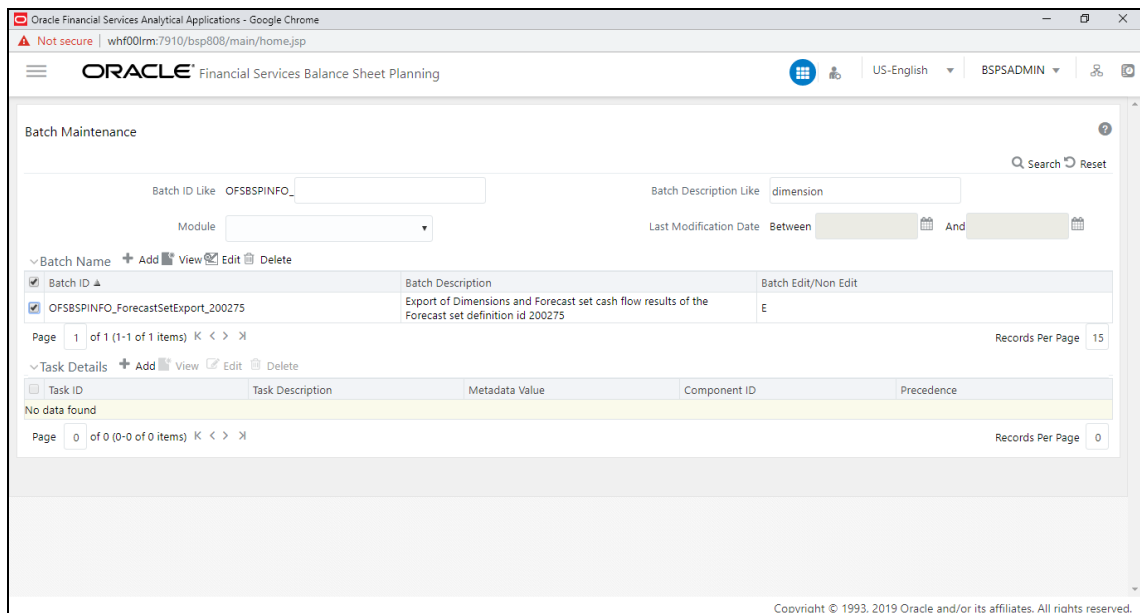 Oracle Financial Services Analytical Applications - Google Chrome
Not secure | whf00lrm:7910/bsp808/main/home.jsp
ORACLE® Financial Services Balance Sheet Planning
US-English
BSPSADMIN
Batch Maintenance
Search Reset
Batch ID Like OFSBSPINFO_
Batch Description Like dimension
Module
Last Modification Date Between And
Batch Name Add View Edit Delete
Batch ID Batch Description Batch Edit/Non Edit
OFSBSPINFO_ForecastSetExport_200275 Export of Dimensions and Forecast set cash flow results of the Forecast set definition id 200275 E
Page 1 of 1 (1-1 of 1 items) Records Per Page 15
Task Details Add View Edit Delete
Task ID Task Description Metadata Value Component ID Precedence
No data found
Page 0 of 0 (0-0 of 0 items) Records Per Page 0
Copyright © 1993, 2019 Oracle and/or its affiliates. All rights reserved.